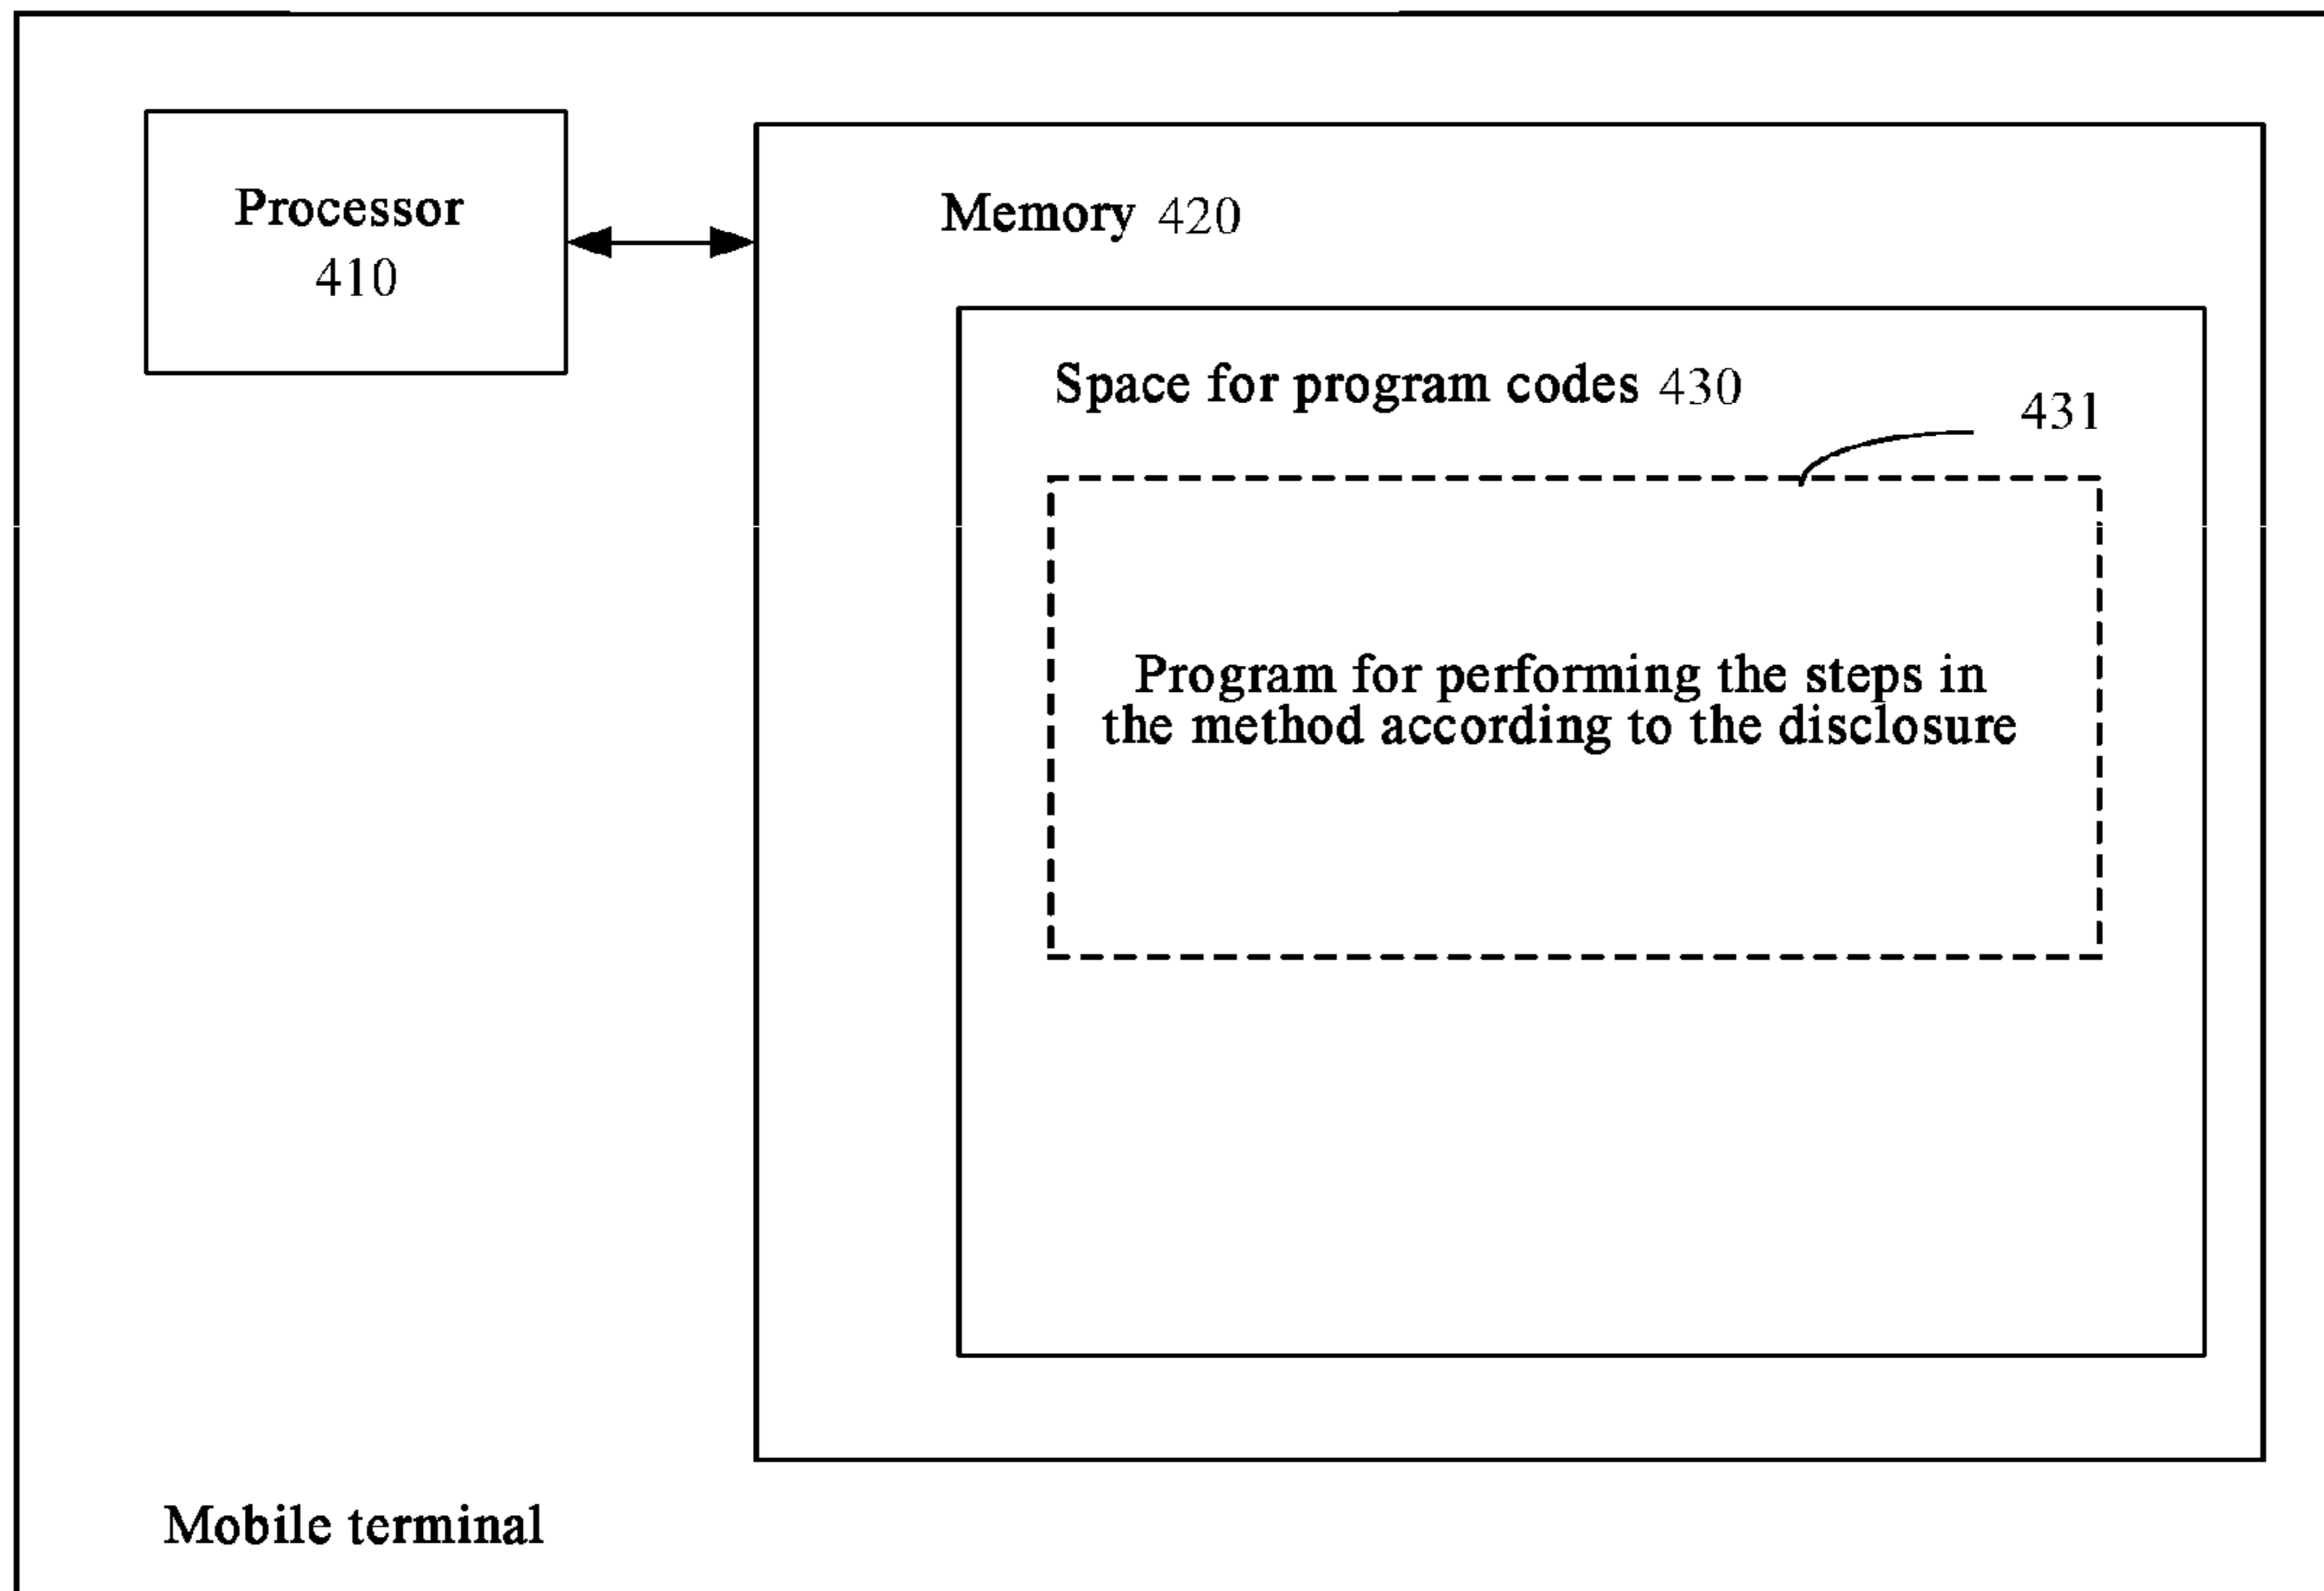 Processor
410
Memory 420
Space for program codes 430
431
Program for performing the steps in
the method according to the disclosure
Mobile terminal